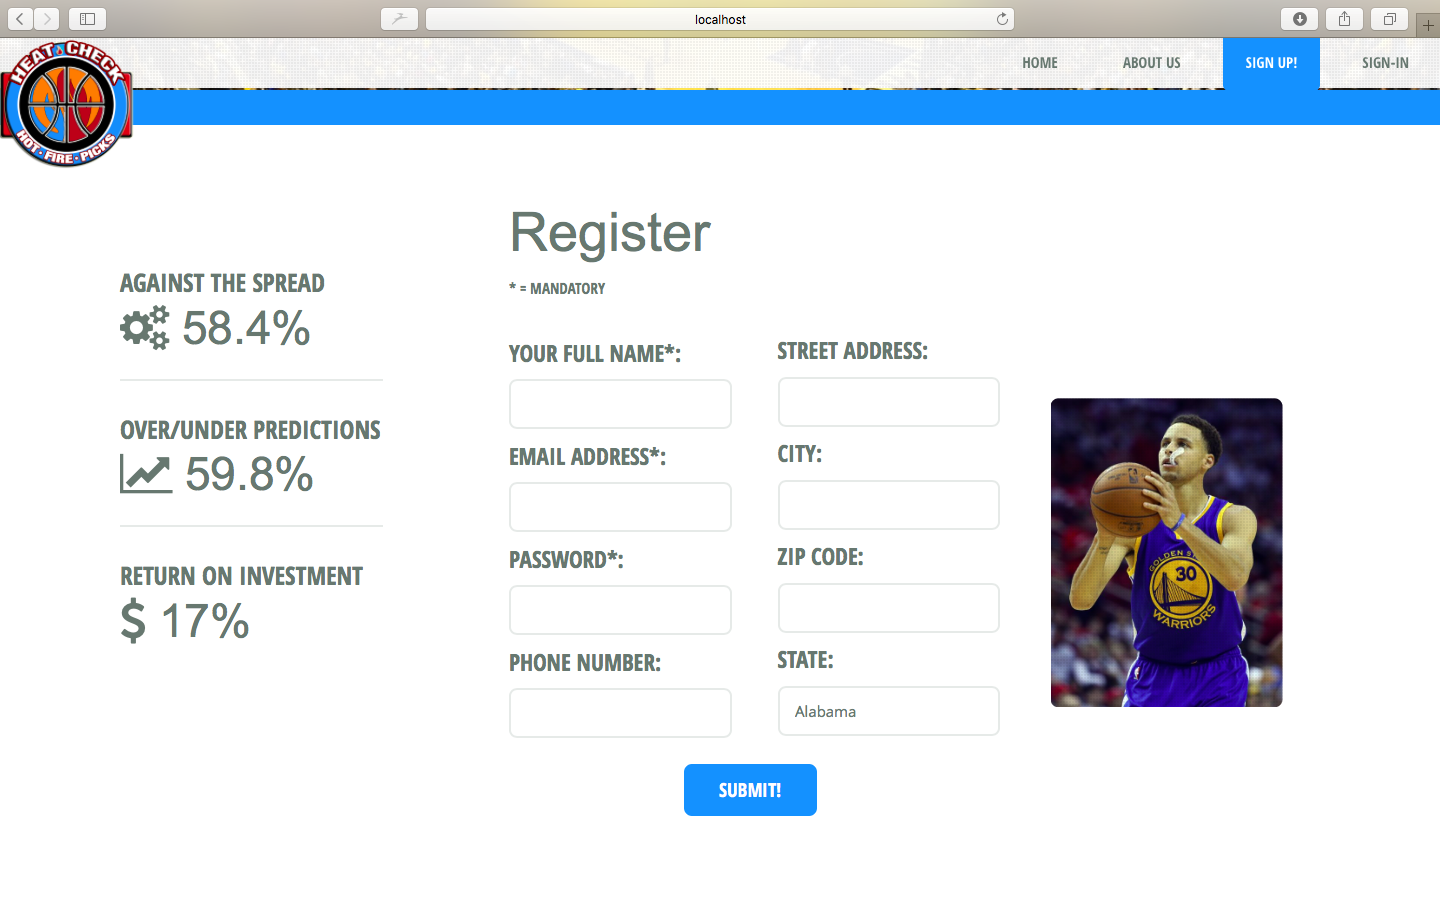 localhost
HEAT CHECK
HOT • FIRE • PICKS
HOME
ABOUT US
SIGN UP!
SIGN-IN
AGAINST THE SPREAD
58.4%
OVER/UNDER PREDICTIONS
59.8%
RETURN ON INVESTMENT
$ 17%
Register
* = MANDATORY
YOUR FULL NAME*:
EMAIL ADDRESS*:
PASSWORD*:
PHONE NUMBER:
STREET ADDRESS:
CITY:
ZIP CODE:
STATE:
Alabama
SUBMIT!
GOLDEN ST
30
WARRIORS